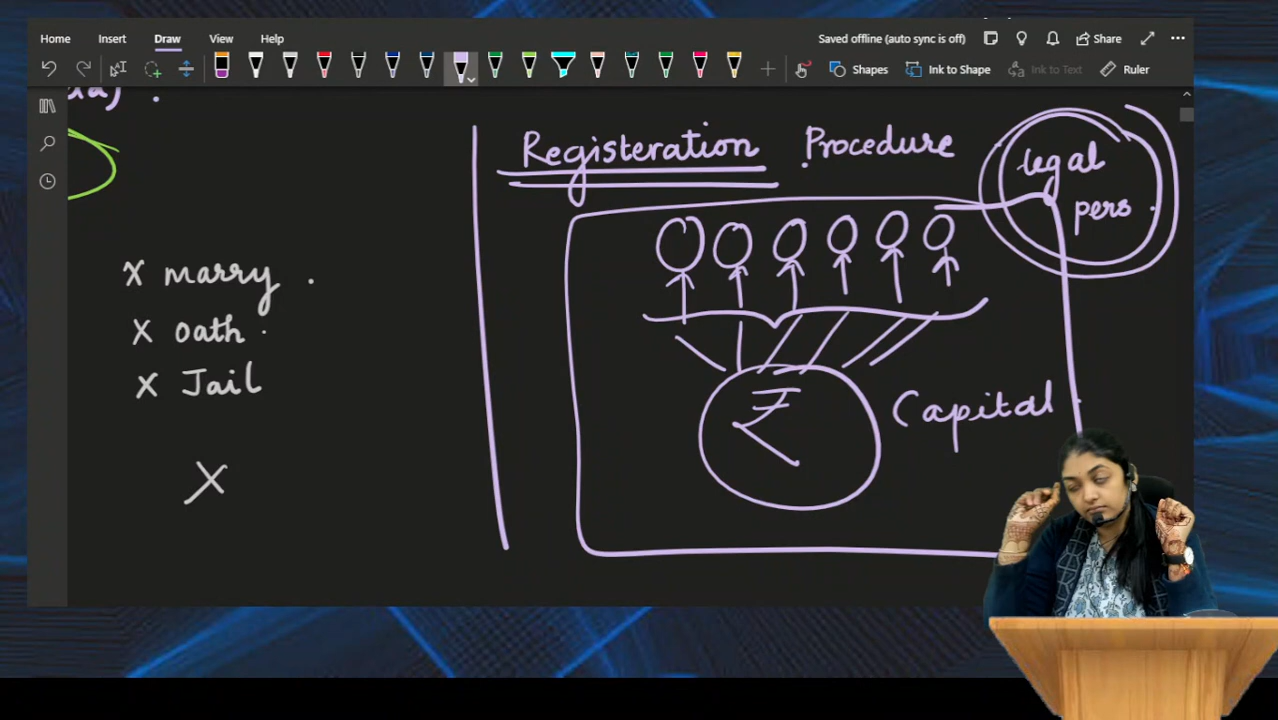 Home Insert Draw View Help
Saved offline (auto sync is off) Share
Shapes Ink to Shape Ink to Text Ruler
Registeration Procedure
legal
pers.
X marry.
X oath.
X Jail
X
₹
Capital